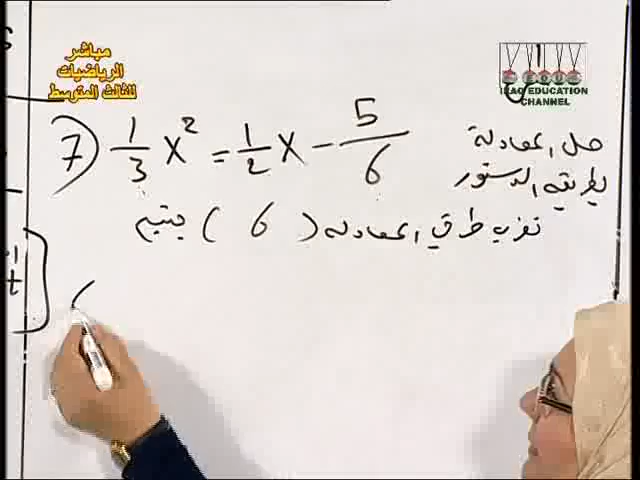 مباشر
الرياضيات
للثالث المتوسط
IRAQ EDUCATION
CHANNEL
7) 1/3 X² = 1/2 X - 5/6
حل المعادلة
بطريقة الدستور
نضرب طرفي المعادلة ( 6 ) ينتج